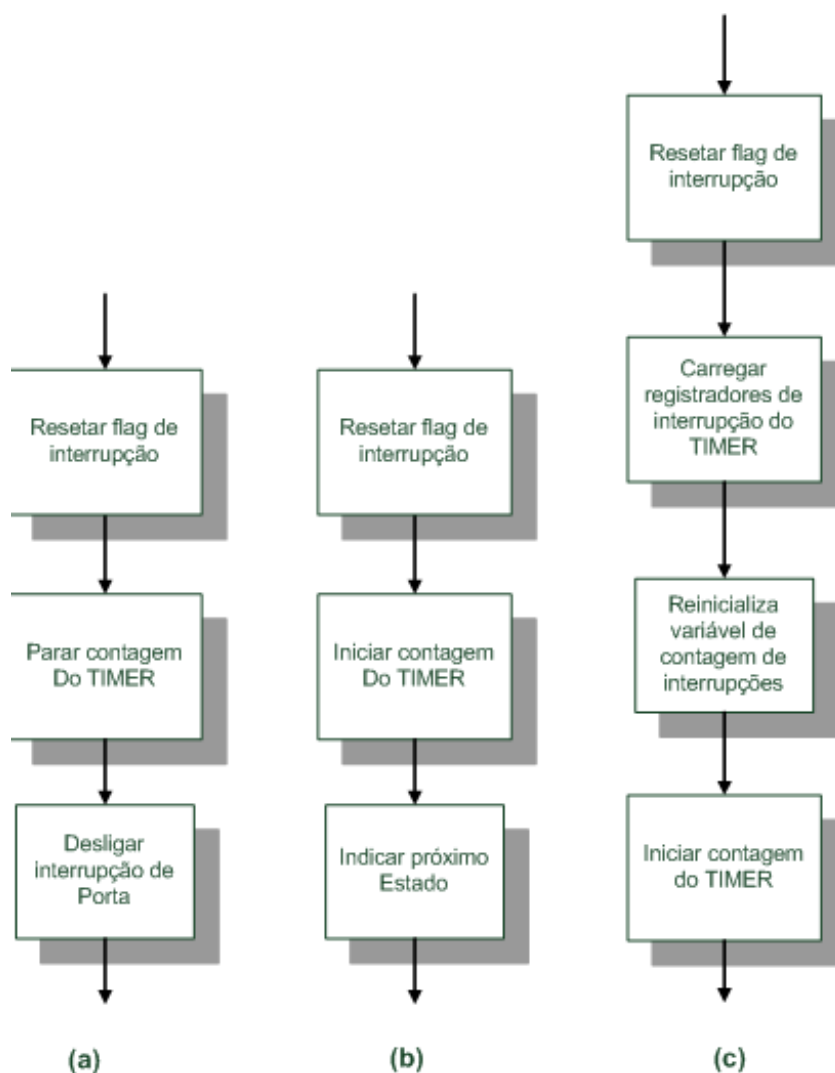 Resetar flag de
interrupção
Parar contagem
Do TIMER
Desligar
interrupção de
Porta
(a)
Resetar flag de
interrupção
Iniciar contagem
Do TIMER
Indicar próximo
Estado
(b)
Resetar flag de
interrupção
Carregar
registradores de
interrupção do
TIMER
Reinicializa
variável de
contagem de
interrupções
Iniciar contagem
do TIMER
(c)